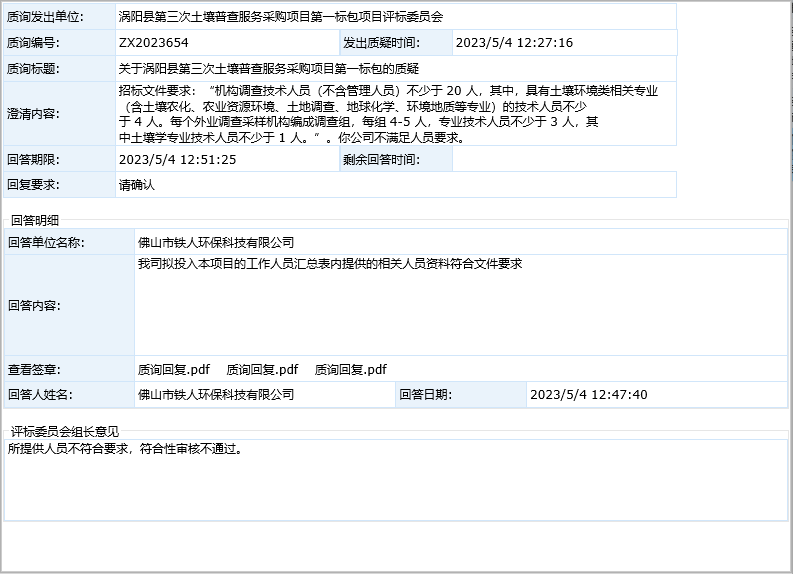 质询发出单位: 涡阳县第三次土壤普查服务采购项目第一标包项目评标委员会
质询编号: ZX2023654 发出质疑时间: 2023/5/4 12:27:16
质询标题: 关于涡阳县第三次土壤普查服务采购项目第一标包的质疑
澄清内容: 招标文件要求：“机构调查技术人员（不含管理人员）不少于 20 人，其中，具有土壤环境类相关专业
（含土壤农化、农业资源环境、土地调查、地球化学、环境地质等专业）的技术人员不少
于 4 人。每个外业调查采样机构编成调查组，每组 4-5 人，专业技术人员不少于 3 人，其
中土壤学专业技术人员不少于 1 人。”。你公司不满足人员要求。
回答期限: 2023/5/4 12:51:25 剩余回答时间:
回复要求: 请确认
回答明细
回答单位名称: 佛山市铁人环保科技有限公司
回答内容: 我司拟投入本项目的工作人员汇总表内提供的相关人员资料符合文件要求
查看签章: 质询回复.pdf 质询回复.pdf 质询回复.pdf
回答人姓名: 佛山市铁人环保科技有限公司 回答日期: 2023/5/4 12:47:40
评标委员会组长意见
所提供人员不符合要求，符合性审核不通过。